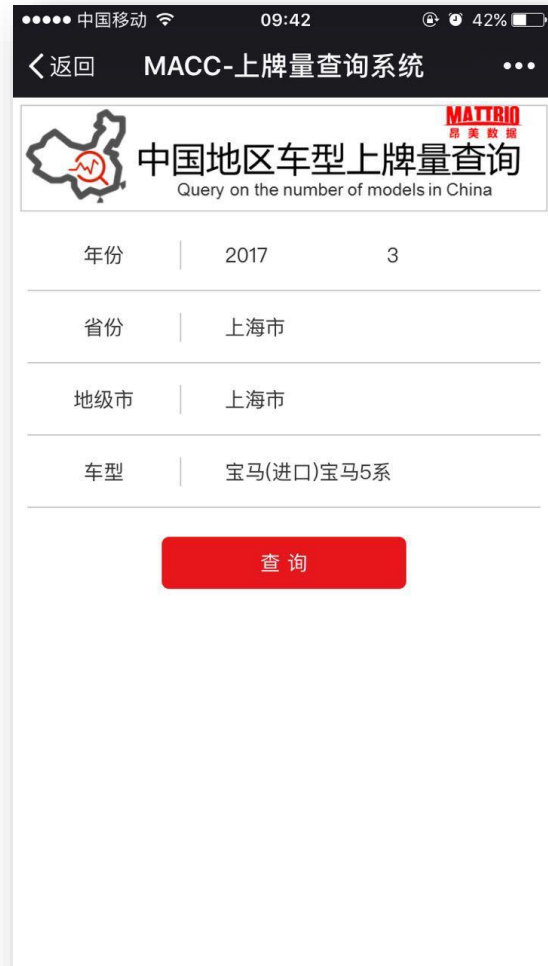 中国移动 09:42 42%
返回 MACC-上牌量查询系统
MATTRIO
昂美数据
中国地区车型上牌量查询
Query on the number of models in China
年份 2017 3
省份 上海市
地级市 上海市
车型 宝马(进口)宝马5系
查询